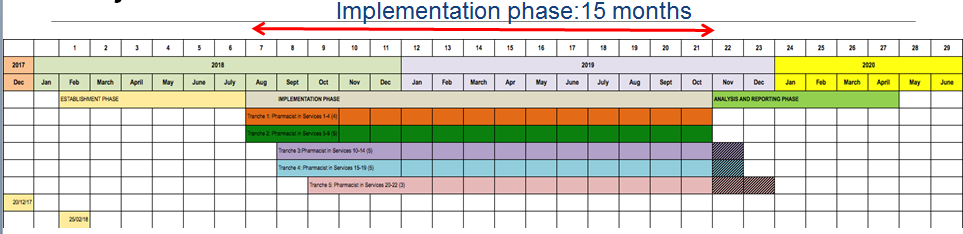 Implementation phase:15 months
1 2 3 4 5 6 7 8 9 10 11 12 13 14 15 16 17 18 19 20 21 22 23 24 25 26 27 28 29
2017 2018 2019 2020
Dec Jan Feb March April May June July Aug Sept Oct Nov Dec Jan Feb March Apr May June July Aug Sept Oct Nov Dec Jan Feb March April May June
ESTABLISHMENT PHASE IMPLEMENTATION PHASE ANALYSIS AND REPORTING PHASE
Tranche 1: Pharmacist in Services 1-4 (4)
Tranche 2: Pharmacist in Services 5-9 (5)
Tranche 3:Pharmacist in Services 10-14 (5)
Tranche 4: Pharmacist in Services 15-19 (5)
Tranche 5: Pharmacist in Services 20-22 (3)
20/12/17
25/02/18